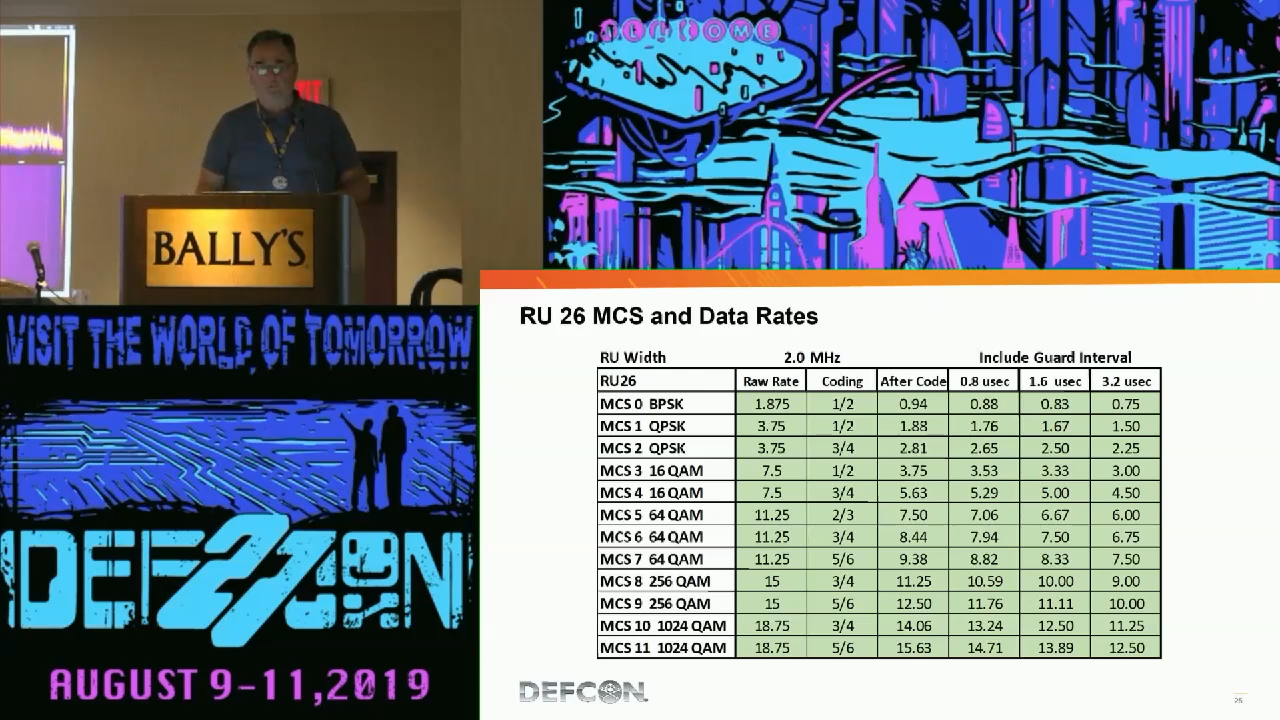 WELCOME
BALLY'S
VISIT THE WORLD OF TOMORROW
DEFCON 27
AUGUST 9-11,2019
RU 26 MCS and Data Rates
RU Width 2.0 MHz Include Guard Interval
RU26 Raw Rate Coding After Code 0.8 usec 1.6 usec 3.2 usec
MCS 0 BPSK 1.875 1/2 0.94 0.88 0.83 0.75
MCS 1 QPSK 3.75 1/2 1.88 1.76 1.67 1.50
MCS 2 QPSK 3.75 3/4 2.81 2.65 2.50 2.25
MCS 3 16 QAM 7.5 1/2 3.75 3.53 3.33 3.00
MCS 4 16 QAM 7.5 3/4 5.63 5.29 5.00 4.50
MCS 5 64 QAM 11.25 2/3 7.50 7.06 6.67 6.00
MCS 6 64 QAM 11.25 3/4 8.44 7.94 7.50 6.75
MCS 7 64 QAM 11.25 5/6 9.38 8.82 8.33 7.50
MCS 8 256 QAM 15 3/4 11.25 10.59 10.00 9.00
MCS 9 256 QAM 15 5/6 12.50 11.76 11.11 10.00
MCS 10 1024 QAM 18.75 3/4 14.06 13.24 12.50 11.25
MCS 11 1024 QAM 18.75 5/6 15.63 14.71 13.89 12.50
DEFCON
25